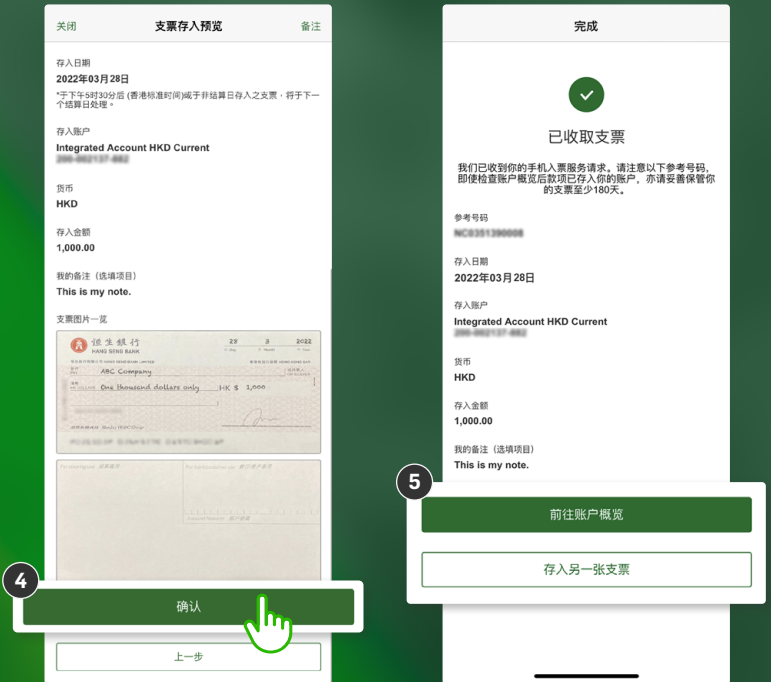 关闭
支票存入预览
备注
存入日期
2022年03月28日
*于下午5时30分后 (香港标准时间)或于非结算日存入之支票，将于下一
个结算日处理。
存入账户
Integrated Account HKD Current
200-002137-882
货币
HKD
存入金额
1,000.00
我的备注（选填项目）
This is my note.
支票图片一览
恒生銀行
HANG SENG BANK
28 3 2022
ABC Company
One thousand dollars only
HK $ 1,000
4
确认
上一步
完成
已收取支票
我们已收到你的手机入票服务请求。请注意以下参考号码，
即使检查账户概览后款项已存入你的账户，亦请妥善保管你
的支票至少180天。
参考号码
NC0351390008
存入日期
2022年03月28日
存入账户
Integrated Account HKD Current
200-002137-882
货币
HKD
存入金额
1,000.00
我的备注（选填项目）
This is my note.
5
前往账户概览
存入另一张支票